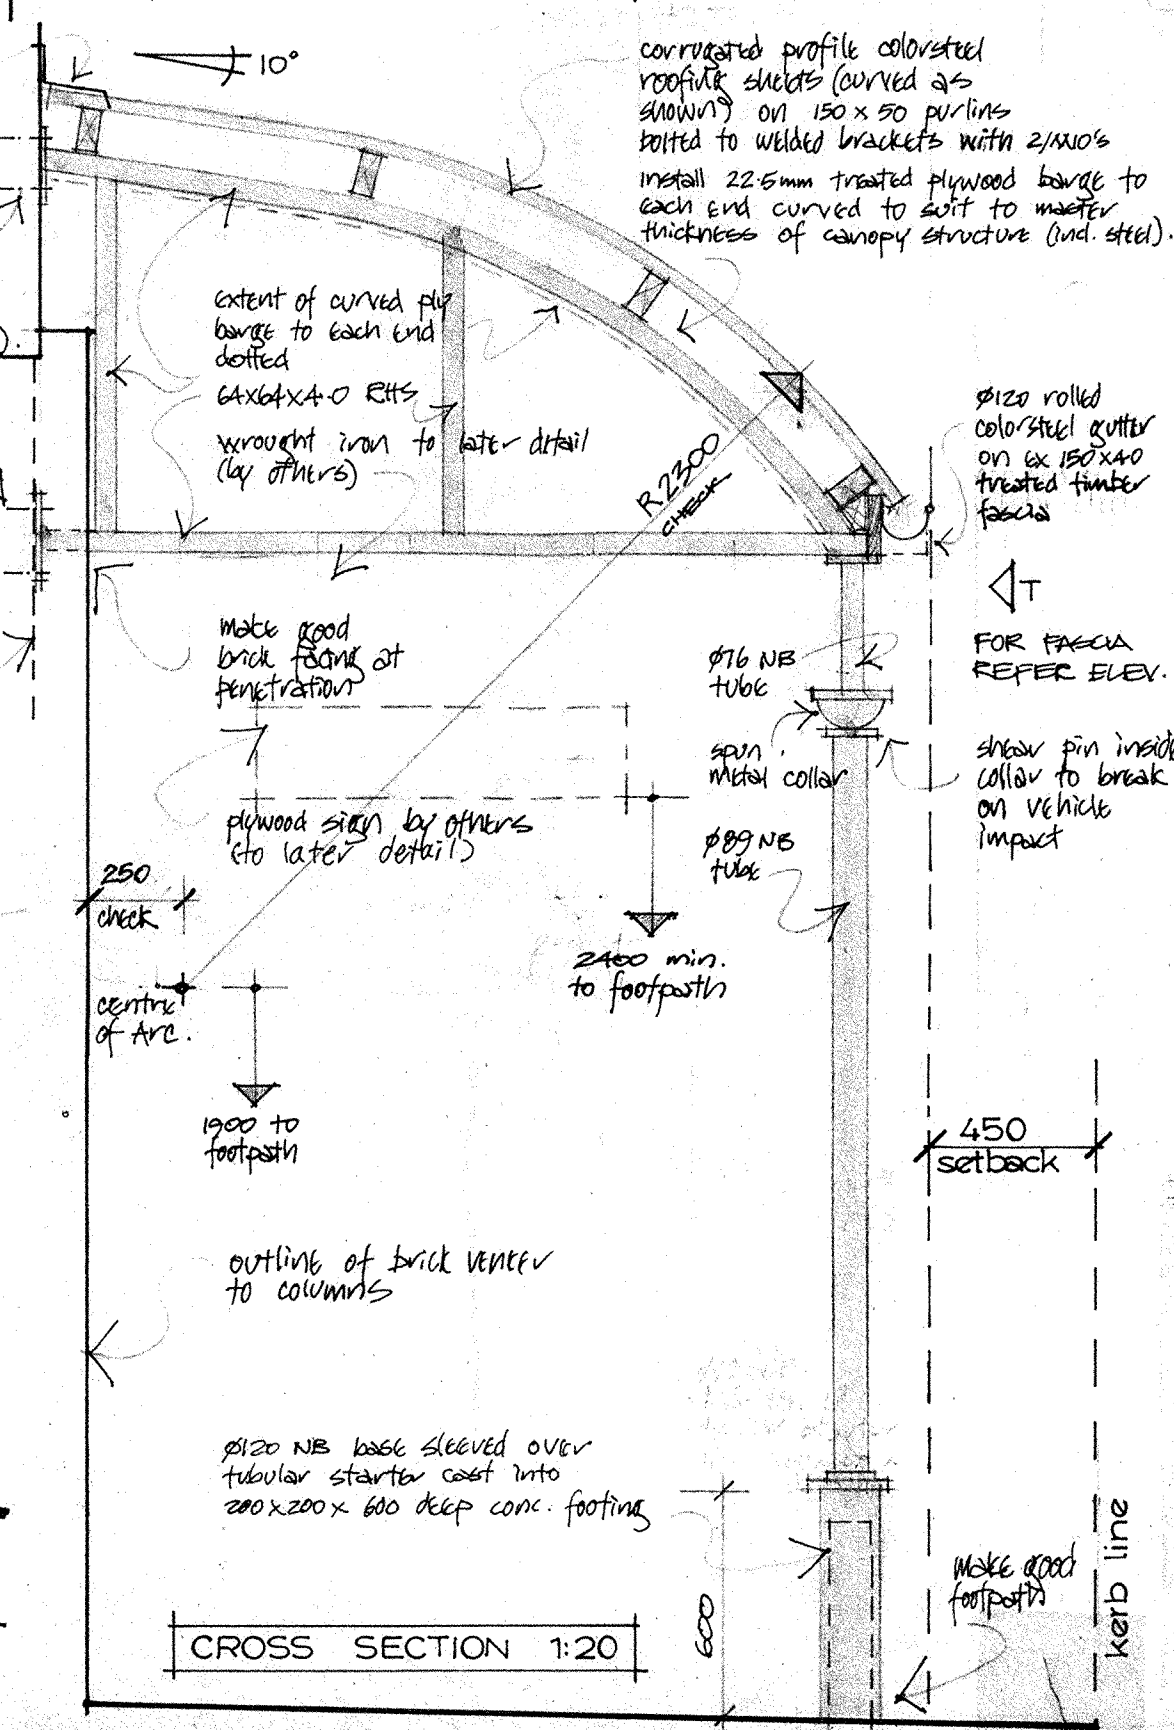 10°
corrugated profile colorsteel
roofing sheets (curved as
shown) on 150 x 50 purlins
bolted to welded brackets with 2/M10's
install 22.5mm treated plywood barge to
each end curved to suit to master
thickness of canopy structure (incl. steel).
extent of curved ply
barge to each end
dotted
64x64x4.0 RHS
wrought iron to later detail
(by others)
R.2300
CHECK
ø120 rolled
colorsteel gutter
on ex 150x40
treated timber
fascia
T
FOR FASCIA
REFER ELEV.
make good
brick facing at
penetration
ø76 NB
tube
spun
metal collar
shear pin inside
collar to break
on vehicle
impact
plywood sign by others
(to later detail)
ø89 NB
tube
250
check
2400 min.
to footpath
centre
of Arc.
1900 to
footpath
450
setback
outline of brick veneer
to columns
ø120 NB base sleeved over
tubular starter cast into
200x200x 600 deep conc. footing
600
make good
footpath
kerb line
CROSS SECTION 1:20